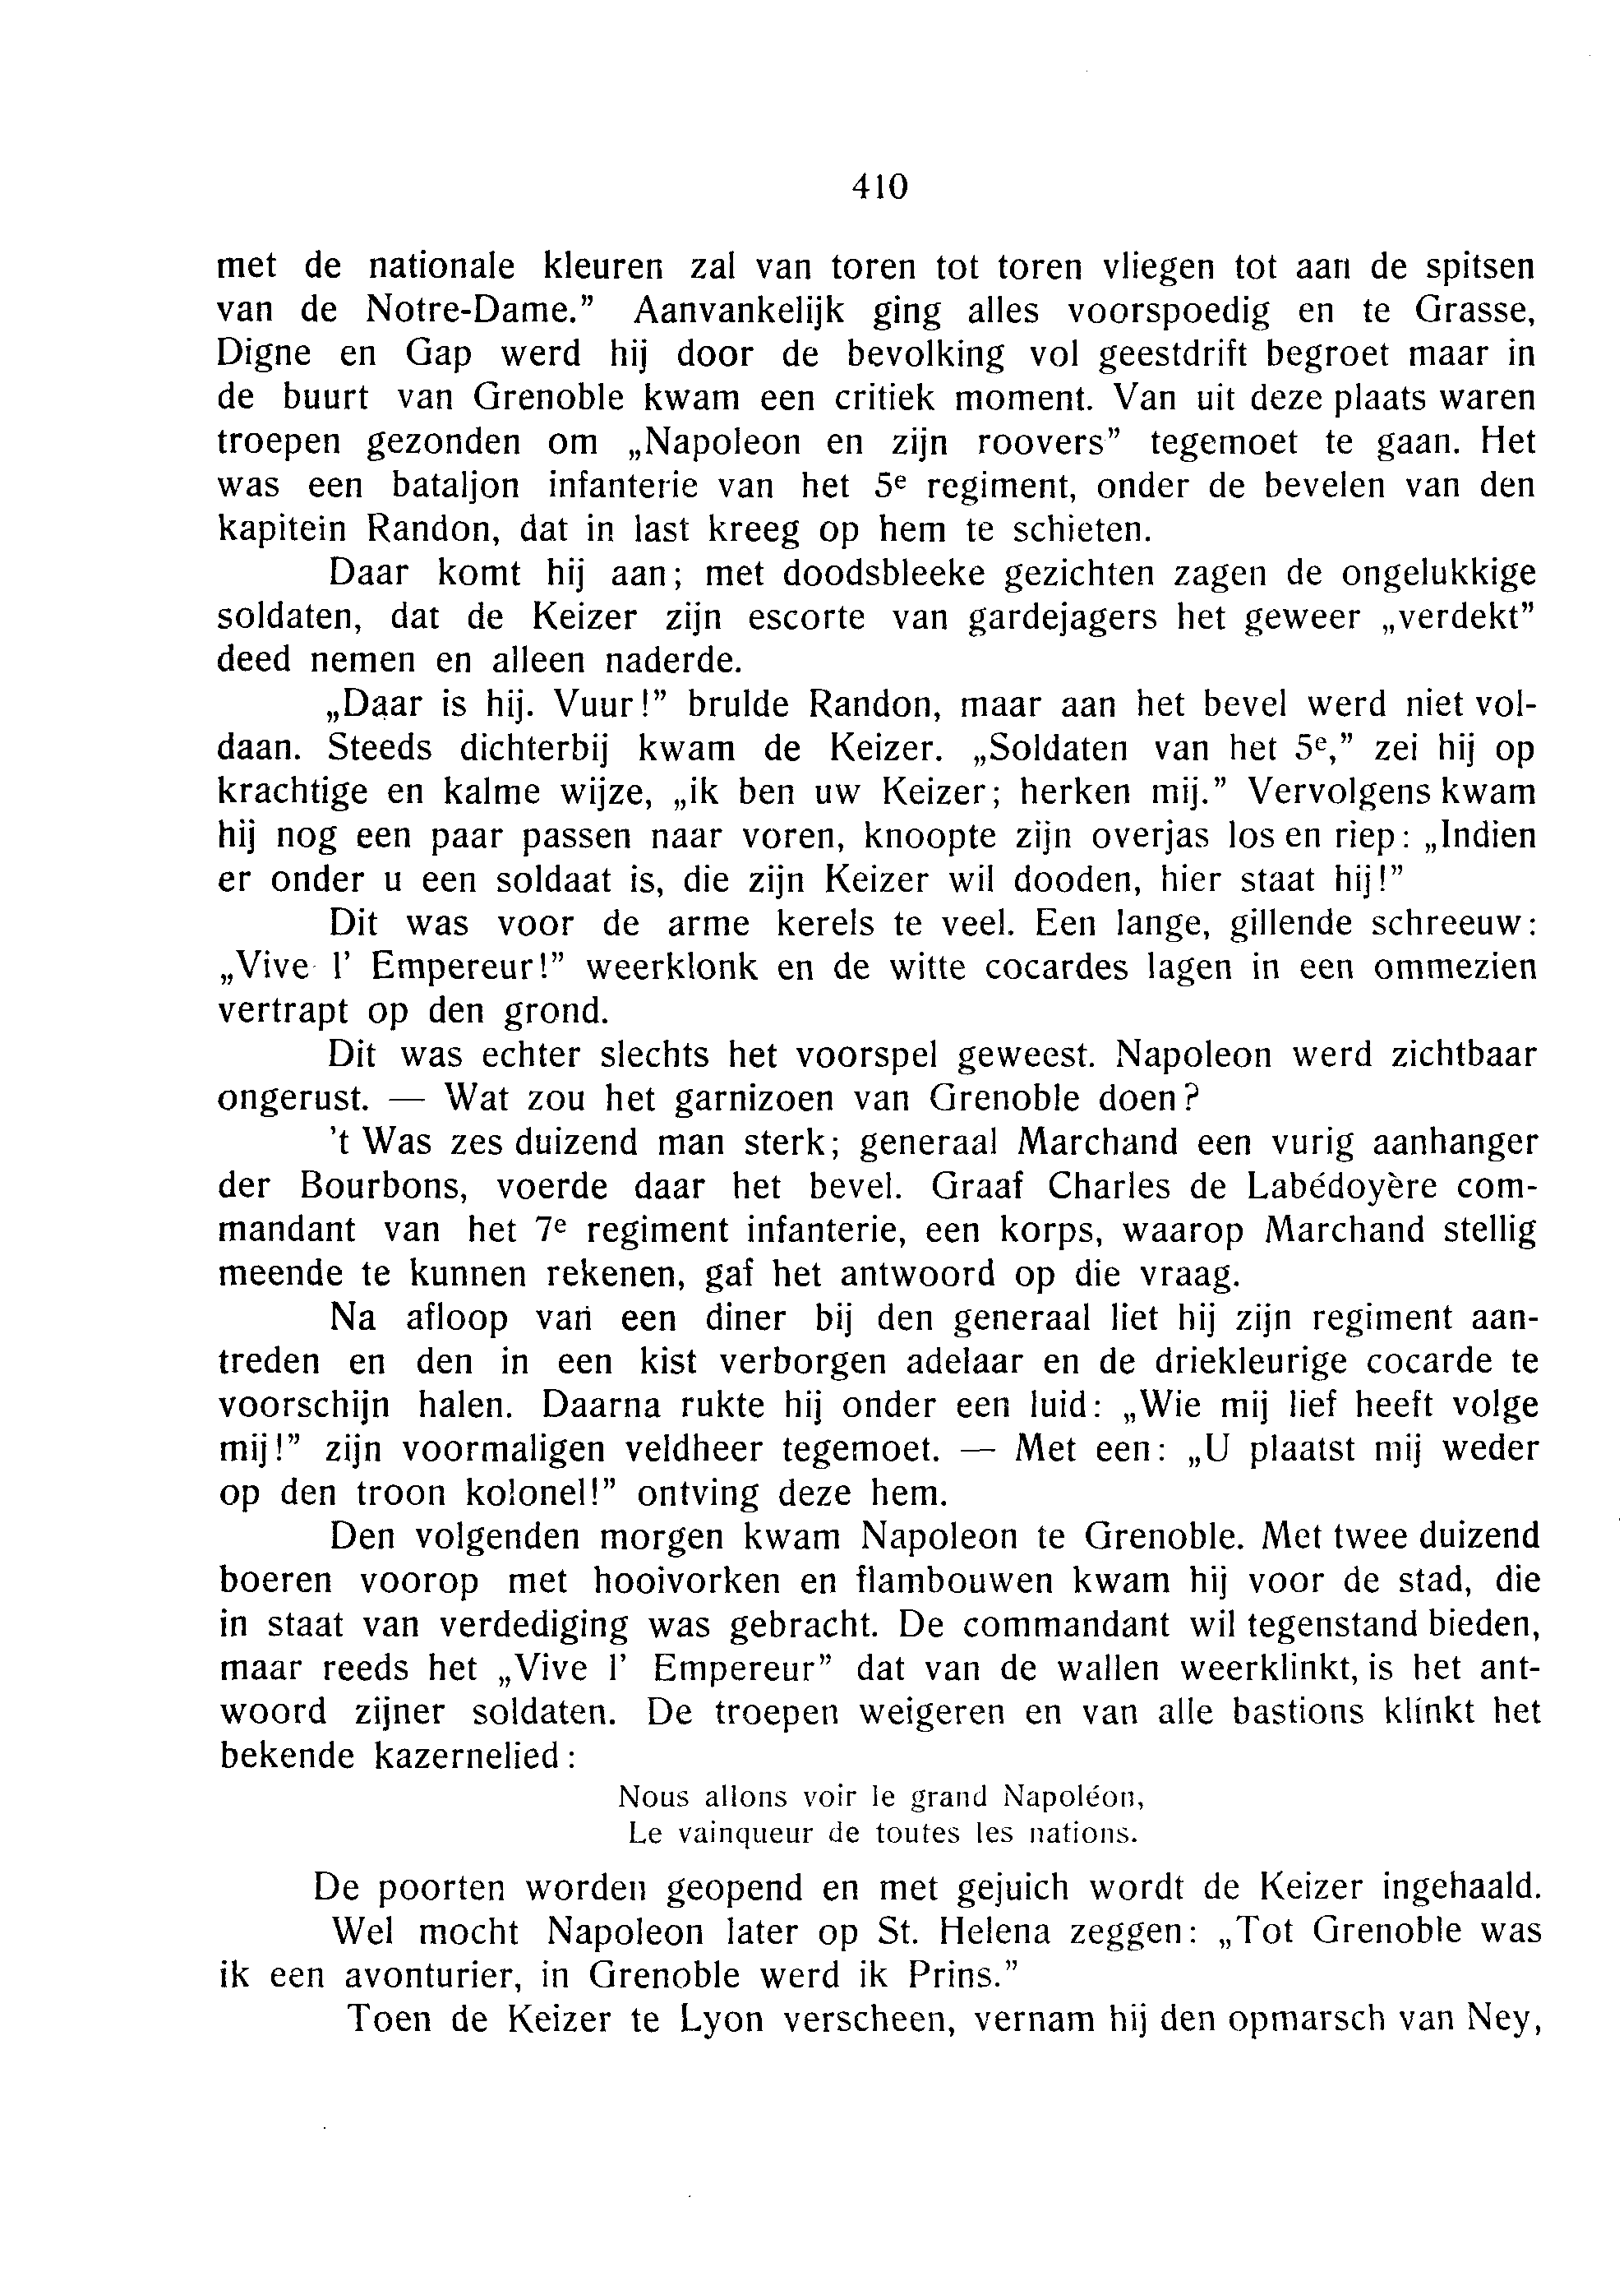 410
met de nationale kleuren zal van toren tot toren vliegen tot aan de spitsen
van de Notre-Dame.” Aanvankelijk ging alles voorspoedig en te Grasse,
Digne en Gap werd hij door de bevolking vol geestdrift begroet maar in
de buurt van Grenoble kwam een critiek moment. Van uit deze plaats waren
troepen gezonden om „Napoleon en zijn roovers” tegemoet te gaan. Het
was een bataljon infanterie van het 5e regiment, onder de bevelen van den
kapitein Randon, dat in last kreeg op hem te schieten.
Daar komt hij aan; met doodsbleeke gezichten zagen de ongelukkige
soldaten, dat de Keizer zijn escorte van gardejagers het geweer „verdekt”
deed nemen en alleen naderde.
„Daar is hij. Vuur!” brulde Randon, maar aan het bevel werd niet vol-
daan. Steeds dichterbij kwam de Keizer. „Soldaten van het 5e,” zei hij op
krachtige en kalme wijze, „ik ben uw Keizer; herken mij.” Vervolgens kwam
hij nog een paar passen naar voren, knoopte zijn overjas los en riep: „Indien
er onder u een soldaat is, die zijn Keizer wil dooden, hier staat hij!”
Dit was voor de arme kerels te veel. Een lange, gillende schreeuw:
„Vive l’ Empereur!” weerklonk en de witte cocardes lagen in een ommezien
vertrapt op den grond.
Dit was echter slechts het voorspel geweest. Napoleon werd zichtbaar
ongerust. — Wat zou het garnizoen van Grenoble doen?
’t Was zes duizend man sterk; generaal Marchand een vurig aanhanger
der Bourbons, voerde daar het bevel. Graaf Charles de Labédoyère com-
mandant van het 7e regiment infanterie, een korps, waarop Marchand stellig
meende te kunnen rekenen, gaf het antwoord op die vraag.
Na afloop van een diner bij den generaal liet hij zijn regiment aan-
treden en den in een kist verborgen adelaar en de driekleurige cocarde te
voorschijn halen. Daarna rukte hij onder een luid: „Wie mij lief heeft volge
mij!” zijn voormaligen veldheer tegemoet. — Met een: „U plaatst mij weder
op den troon kolonel!” ontving deze hem.
Den volgenden morgen kwam Napoleon te Grenoble. Met twee duizend
boeren voorop met hooivorken en flambouwen kwam hij voor de stad, die
in staat van verdediging was gebracht. De commandant wil tegenstand bieden,
maar reeds het „Vive l’ Empereur” dat van de wallen weerklinkt, is het ant-
woord zijner soldaten. De troepen weigeren en van alle bastions klinkt het
bekende kazernelied:
Nous allons voir le grand Napoléon,
Le vainqueur de toutes les nations.
De poorten worden geopend en met gejuich wordt de Keizer ingehaald.
Wel mocht Napoleon later op St. Helena zeggen: „Tot Grenoble was
ik een avonturier, in Grenoble werd ik Prins.”
Toen de Keizer te Lyon verscheen, vernam hij den opmarsch van Ney,